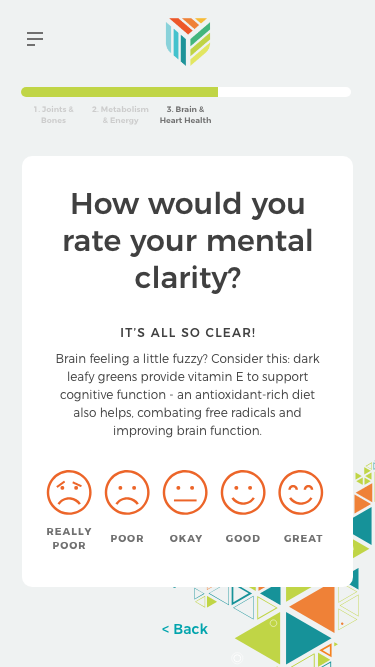 1. Joints & Bones
2. Metabolism & Energy
3. Brain & Heart Health
How would you
rate your mental
clarity?
IT'S ALL SO CLEAR!
Brain feeling a little fuzzy? Consider this: dark
leafy greens provide vitamin E to support
cognitive function - an antioxidant-rich diet
also helps, combating free radicals and
improving brain function.
REALLY POOR
POOR
OKAY
GOOD
GREAT
< Back